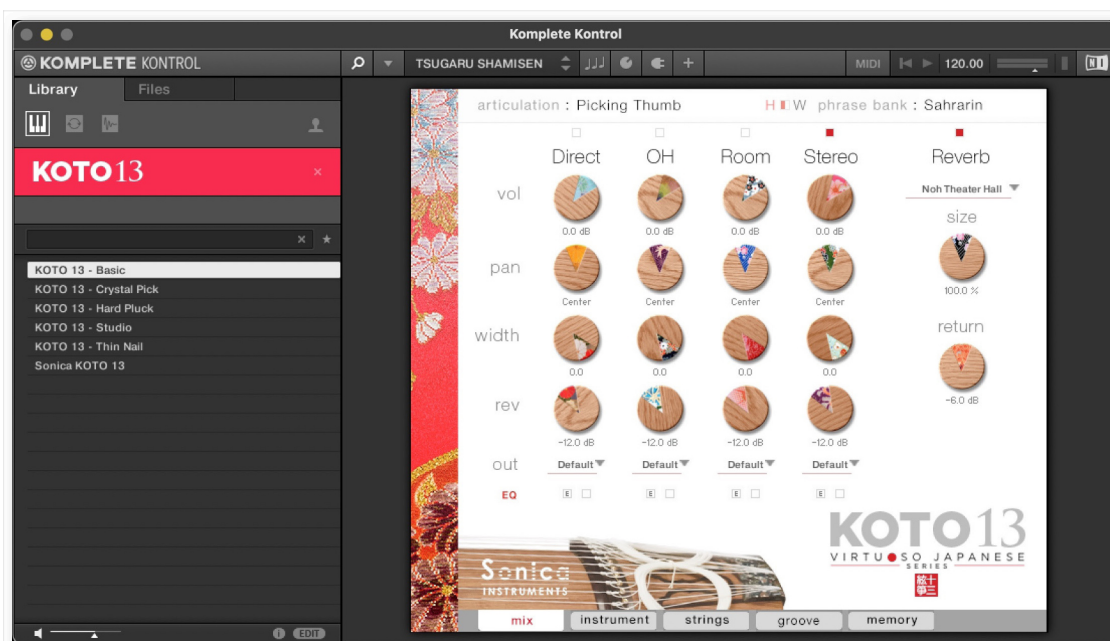 Komplete Kontrol
KOMPLETE KONTROL
TSUGARU SHAMISEN
MIDI
120.00
Library
Files
KOTO13
KOTO 13 - Basic
KOTO 13 - Crystal Pick
KOTO 13 - Hard Pluck
KOTO 13 - Studio
KOTO 13 - Thin Nail
Sonica KOTO 13
EDIT
articulation : Picking Thumb
H W phrase bank : Sahrarin
Direct OH Room Stereo Reverb
Noh Theater Hall
vol
0.0 dB 0.0 dB 0.0 dB 0.0 dB
size
100.0 %
pan
Center Center Center Center
width
0.0 0.0 0.0 0.0
return
-6.0 dB
rev
-12.0 dB -12.0 dB -12.0 dB -12.0 dB
out Default Default Default Default
EQ E E E E
KOTO13
VIRTUOSO JAPANESE
SERIES
Sonica
INSTRUMENTS
mix instrument strings groove memory